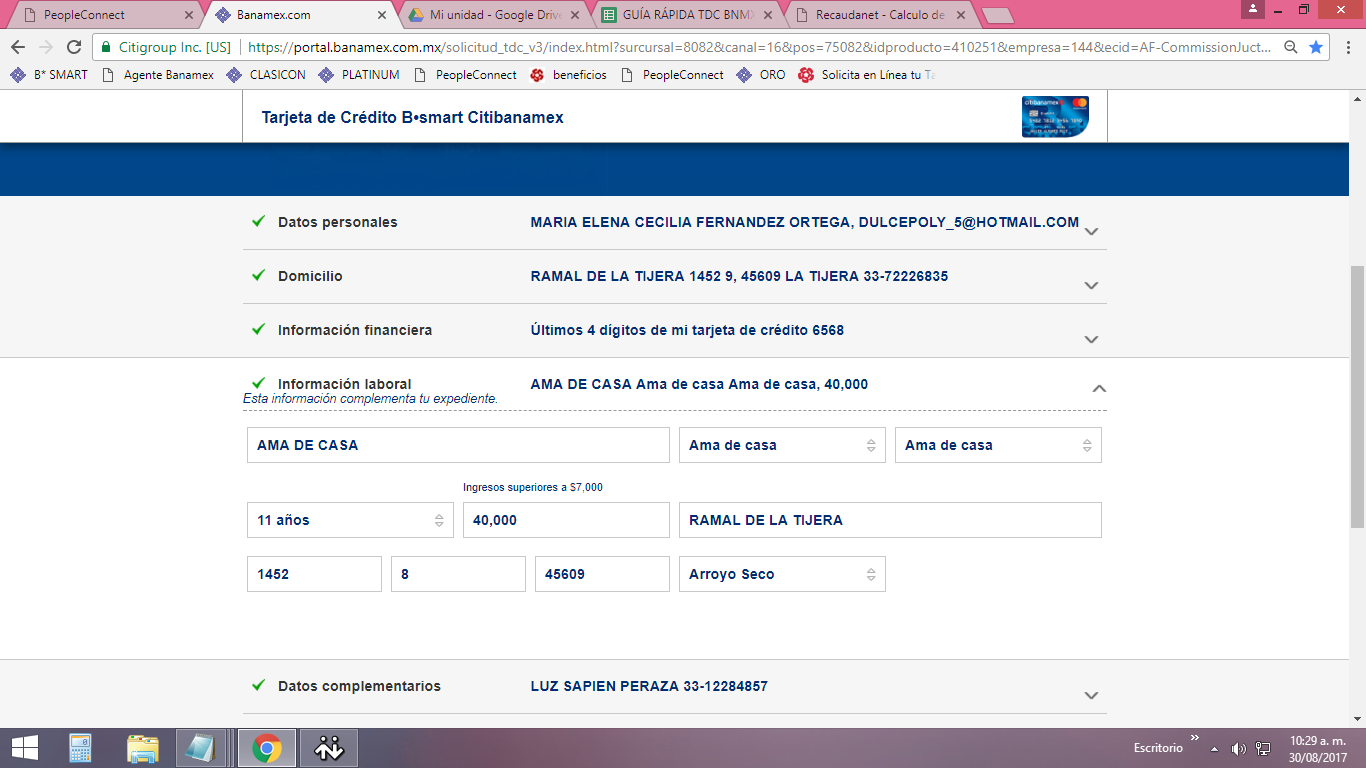 PeopleConnect
Banamex.com
Mi unidad - Google Drive
GUÍA RÁPIDA TDC BNMX
Recaudanet - Calculo de
Citigroup Inc. [US] https://portal.banamex.com.mx/solicitud_tdc_v3/index.html?sursursal=8082&canal=16&pos=75082&idproducto=410251&empresa=144&ecid=AF-CommissionJuct...
B* SMART Agente Banamex CLASICON PLATINUM PeopleConnect beneficios PeopleConnect ORO Solicita en Línea tu Ta
Tarjeta de Crédito B•smart Citibanamex
citibanamex
Datos personales MARIA ELENA CECILIA FERNANDEZ ORTEGA, DULCEPOLY_5@HOTMAIL.COM
Domicilio RAMAL DE LA TIJERA 1452 9, 45609 LA TIJERA 33-72226835
Información financiera Últimos 4 dígitos de mi tarjeta de crédito 6568
Información laboral AMA DE CASA Ama de casa Ama de casa, 40,000
Esta información complementa tu expediente.
AMA DE CASA Ama de casa Ama de casa
Ingresos superiores a $7,000
11 años 40,000 RAMAL DE LA TIJERA
1452 8 45609 Arroyo Seco
Datos complementarios LUZ SAPIEN PERAZA 33-12284857
Escritorio
10:29 a. m.
30/08/2017